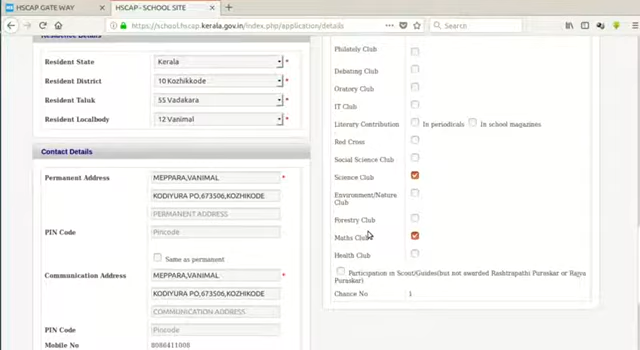 HSCAP GATE WAY
HSCAP - SCHOOL SITE
https://school.hscap.kerala.gov.in/index.php/application/details
Search
Residence Details
Resident State
Kerala
*
Resident District
10 Kozhikkode
*
Resident Taluk
55 Vadakara
*
Resident Localbody
12 Vanimal
*
Contact Details
Permanent Address
MEPPARA,VANIMAL
*
KODIYURA PO,673506,KOZHIKODE
PERMANENT ADDRESS
PIN Code
Pincode
Same as permanent
Communication Address
MEPPARA,VANIMAL
*
KODIYURA PO,673506,KOZHIKODE
COMMUNICATION ADDRESS
PIN Code
Pincode
Mobile No
8086411008
Philately Club
Debating Club
Oratory Club
IT Club
Literary Contribution
In periodicals
In school magazines
Red Cross
Social Science Club
Science Club
Environment/Nature
Club
Forestry Club
Maths Club
Health Club
Participation in Scout/Guides(but not awarded Rashtrapathi Puraskar or Rajya
Puraskar)
Chance No
1